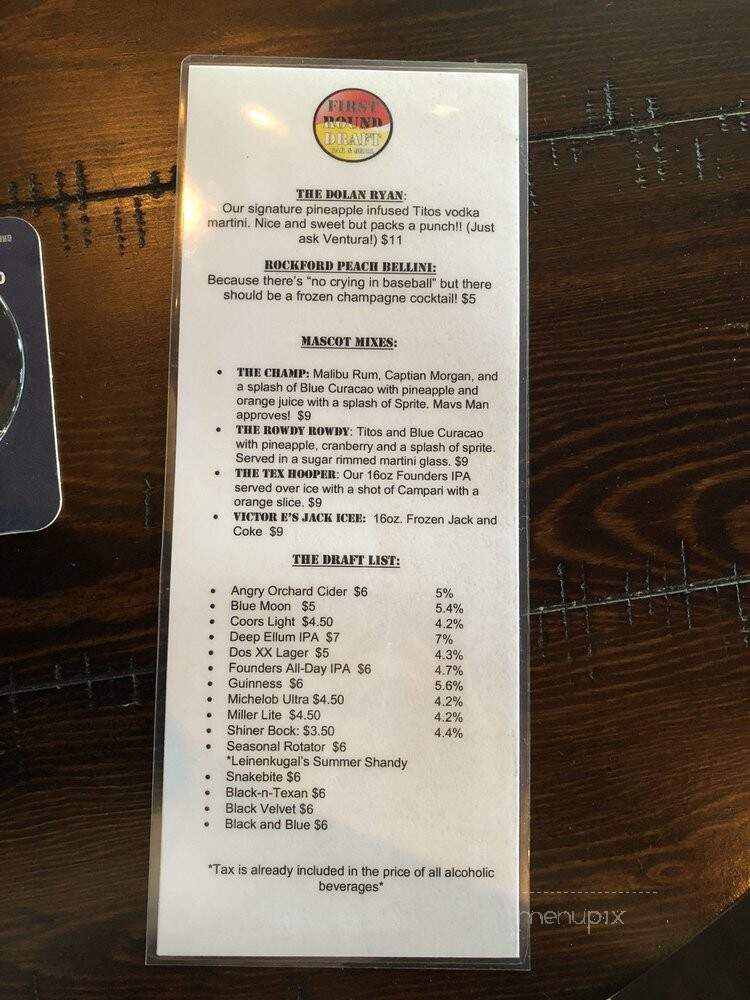 FIRST
ROUND
DRAFT
BAR & GRILL
THE DOLAN RYAN:
Our signature pineapple infused Titos vodka
martini. Nice and sweet but packs a punch!! (Just
ask Ventura!) $11
ROCKFORD PEACH BELLINI:
Because there's "no crying in baseball" but there
should be a frozen champagne cocktail! $5
MASCOT MIXES:
• THE CHAMP: Malibu Rum, Captian Morgan, and
a splash of Blue Curacao with pineapple and
orange juice with a splash of Sprite. Mavs Man
approves! $9
• THE ROWDY ROWDY: Titos and Blue Curacao
with pineapple, cranberry and a splash of sprite.
Served in a sugar rimmed martini glass. $9
• THE TEX HOOPER: Our 16oz Founders IPA
served over ice with a shot of Campari with a
orange slice. $9
• VICTOR E'S JACK ICEE: 16oz. Frozen Jack and
Coke $9
THE DRAFT LIST:
• Angry Orchard Cider $6 5%
• Blue Moon $5 5.4%
• Coors Light $4.50 4.2%
• Deep Ellum IPA $7 7%
• Dos XX Lager $5 4.3%
• Founders All-Day IPA $6 4.7%
• Guinness $6 5.6%
• Michelob Ultra $4.50 4.2%
• Miller Lite $4.50 4.2%
• Shiner Bock: $3.50 4.4%
• Seasonal Rotator $6
*Leinenkugal's Summer Shandy
• Snakebite $6
• Black-n-Texan $6
• Black Velvet $6
• Black and Blue $6
*Tax is already included in the price of all alcoholic
beverages*
menupix